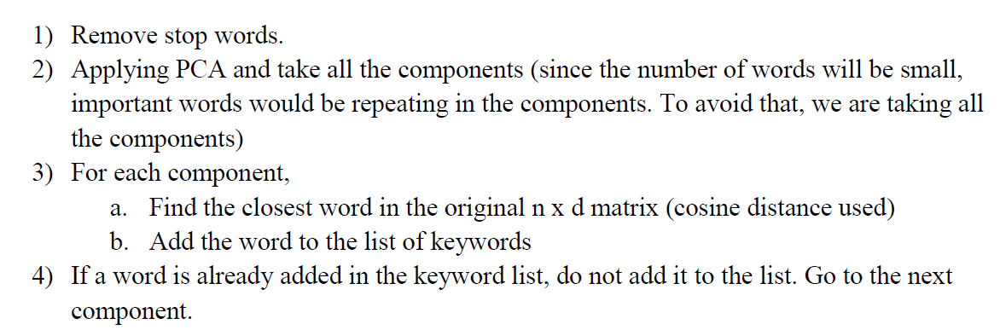 1) Remove stop words.
2) Applying PCA and take all the components (since the number of words will be small,
important words would be repeating in the components. To avoid that, we are taking all
the components)
3) For each component,
a. Find the closest word in the original n x d matrix (cosine distance used)
b. Add the word to the list of keywords
4) If a word is already added in the keyword list, do not add it to the list. Go to the next
component.